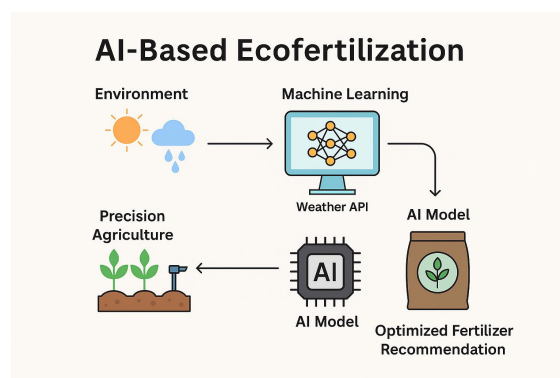 AI-Based Ecofertilization
Environment
Machine Learning
Weather API
AI Model
Optimized Fertilizer
Recommendation
Precision
Agriculture
AI
AI Model